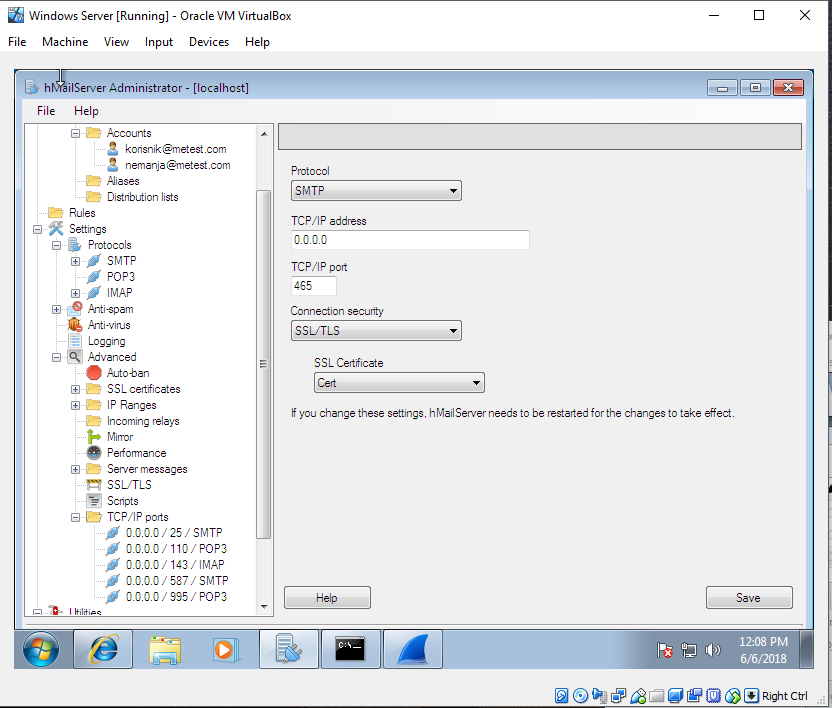 Windows Server [Running] - Oracle VM VirtualBox
File Machine View Input Devices Help
hMailServer Administrator - [localhost]
File Help
Accounts
korisnik@metest.com
nemanja@metest.com
Aliases
Distribution lists
Rules
Settings
Protocols
SMTP
POP3
IMAP
Anti-spam
Anti-virus
Logging
Advanced
Auto-ban
SSL certificates
IP Ranges
Incoming relays
Mirror
Performance
Server messages
SSL/TLS
Scripts
TCP/IP ports
0.0.0.0 / 25 / SMTP
0.0.0.0 / 110 / POP3
0.0.0.0 / 143 / IMAP
0.0.0.0 / 587 / SMTP
0.0.0.0 / 995 / POP3
Utilities
Protocol
SMTP
TCP/IP address
0.0.0.0
TCP/IP port
465
Connection security
SSL/TLS
SSL Certificate
Cert
If you change these settings, hMailServer needs to be restarted for the changes to take effect.
Help
Save
C:\_
12:08 PM
6/6/2018
Right Ctrl